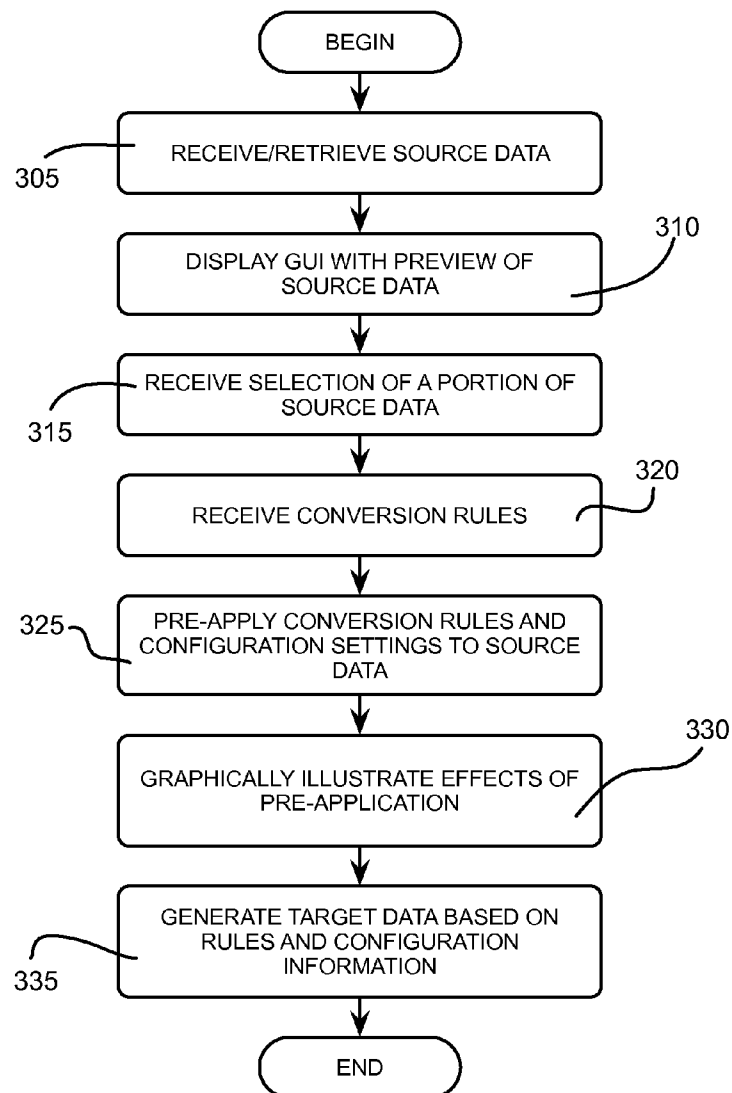 BEGIN
RECEIVE/RETRIEVE SOURCE DATA
305
310
DISPLAY GUI WITH PREVIEW OF
SOURCE DATA
RECEIVE SELECTION OF A PORTION OF
SOURCE DATA
315
320
RECEIVE CONVERSION RULES
325
PRE-APPLY CONVERSION RULES AND
CONFIGURATION SETTINGS TO SOURCE
DATA
330
GRAPHICALLY ILLUSTRATE EFFECTS OF
PRE-APPLICATION
GENERATE TARGET DATA BASED ON
RULES AND CONFIGURATION
INFORMATION
335
END